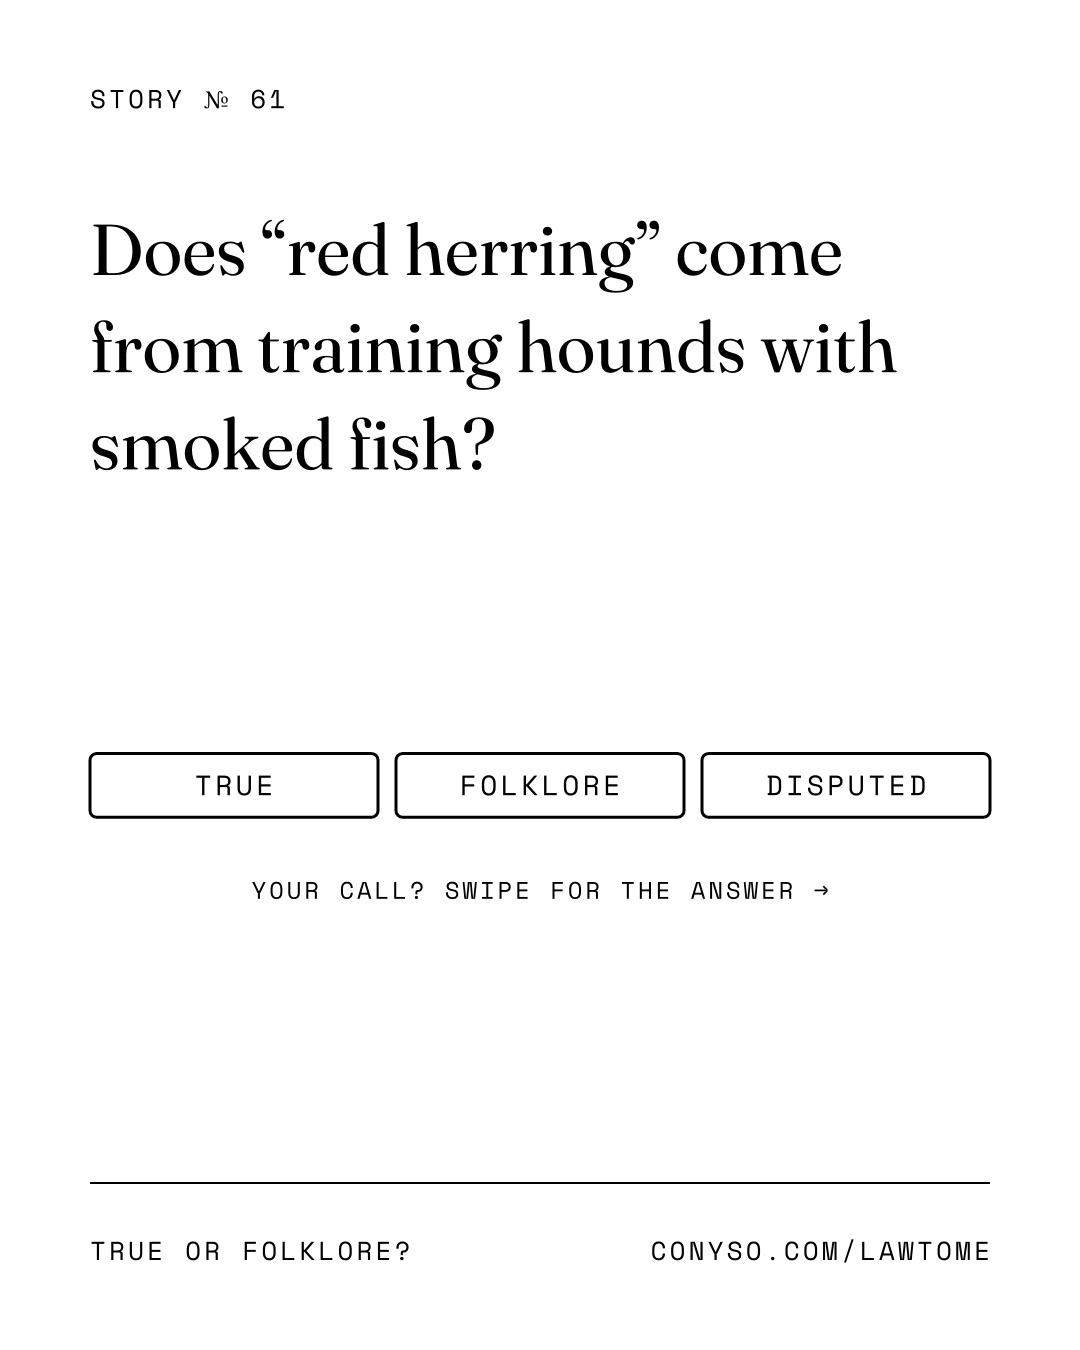 STORY № 61
Does “red herring” come
from training hounds with
smoked fish?
TRUE
FOLKLORE
DISPUTED
YOUR CALL? SWIPE FOR THE ANSWER →
TRUE OR FOLKLORE?
CONYSO.COM/LAWTOME